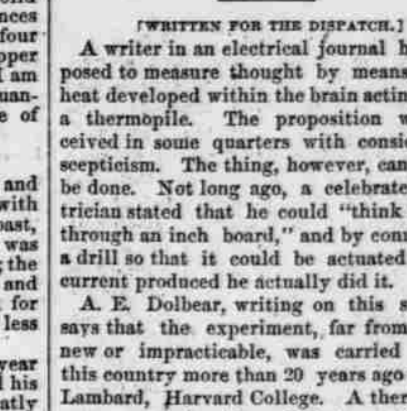 nces
four
pper
I am
uan-
e of
and
with
oast,
was
the
and
for
less
year
l his
atly
[WRITTEN FOR THE DISPATCH.]
A writer in an electrical journal h
posed to measure thought by means
heat developed within the brain actin
a thermopile. The proposition w
ceived in some quarters with consid
scepticism. The thing, however, can
be done. Not long ago, a celebrate
trician stated that he could "think
through an inch board," and by conn
a drill so that it could be actuated
current produced he actually did it.
A. E. Dolbear, writing on this s
says that the experiment, far from
new or impracticable, was carried
this country more than 20 years ago
Lambard, Harvard College. A ther